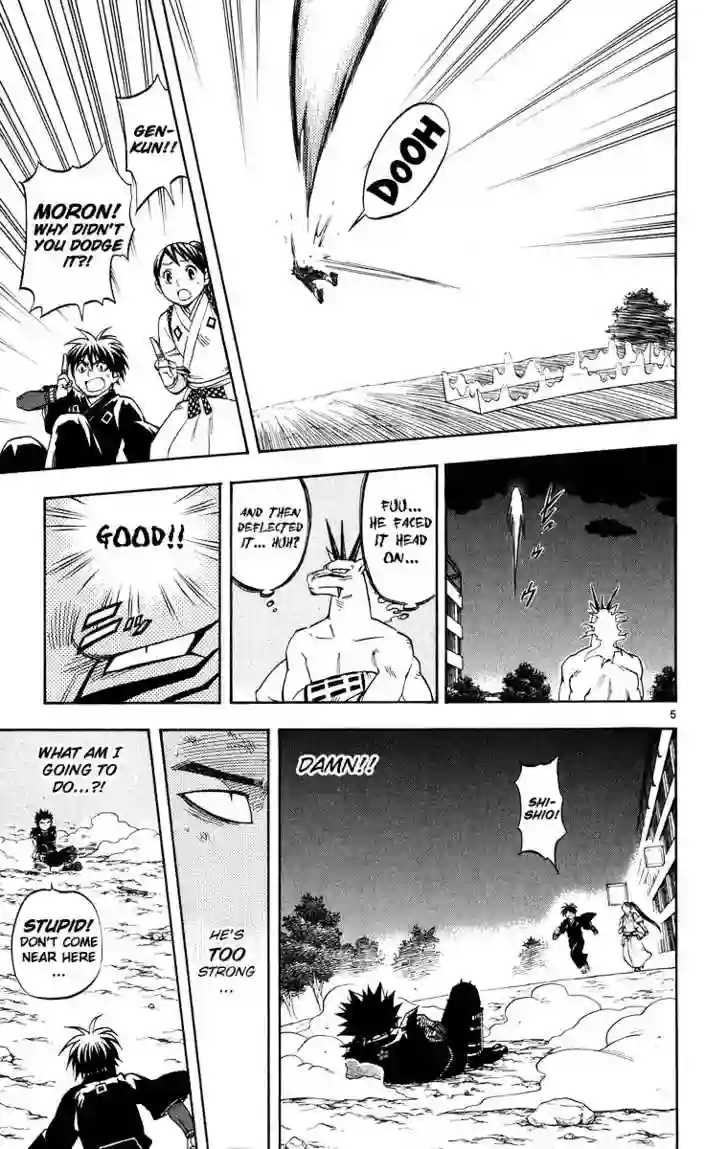 DOOH
GEN-
KUN!!
MORON!
WHY DIDN'T
YOU DODGE
IT?!
FUU...
HE FACED
IT HEAD
ON...
AND THEN
DEFLECTED
IT... HUH?
GOOD!!
5
SHI-
SHIO!
DAMN!!
HE'S
TOO
STRONG
...
WHAT AM I
GOING TO
DO...?!
STUPID!
DON'T COME
NEAR HERE
...